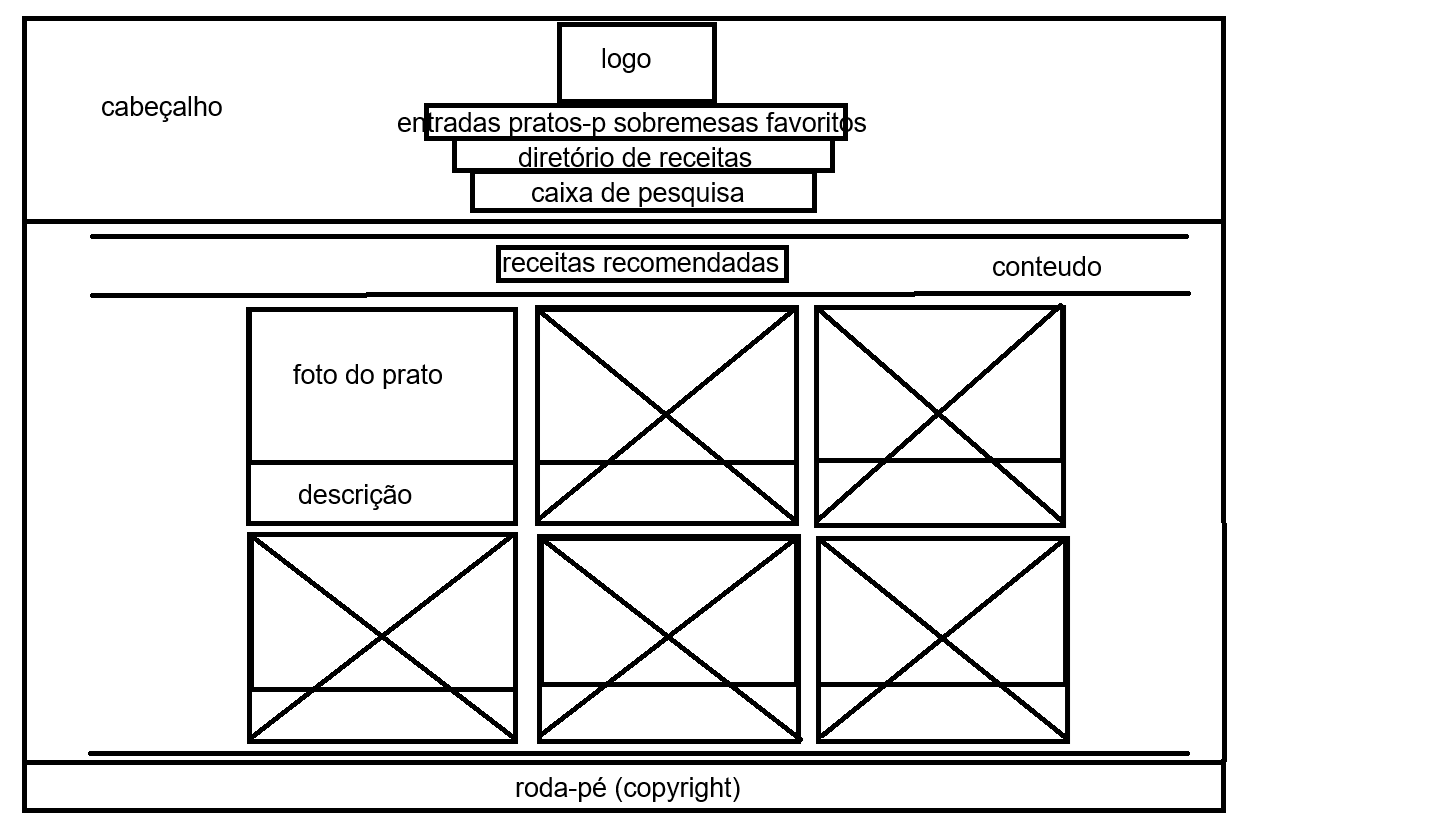 logo
cabeçalho
entradas pratos-p sobremesas favoritos
diretório de receitas
caixa de pesquisa
receitas recomendadas
conteudo
foto do prato
descrição
roda-pé (copyright)